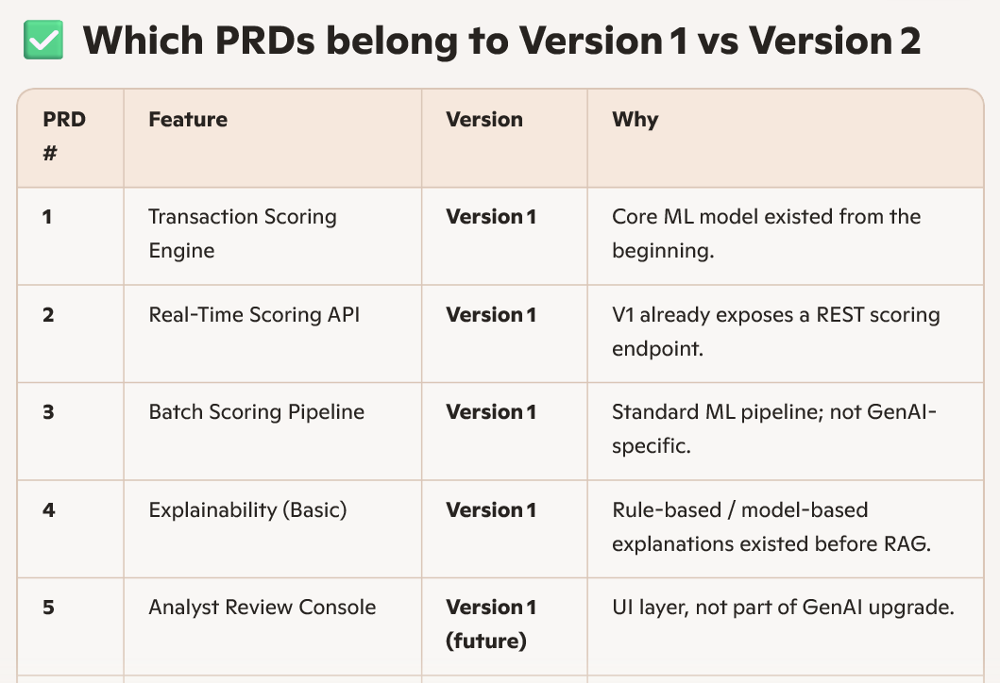 ✅ Which PRDs belong to Version 1 vs Version 2
PRD
#
Feature
Version
Why
1
Transaction Scoring
Engine
Version 1
Core ML model existed from the
beginning.
2
Real-Time Scoring API
Version 1
V1 already exposes a REST scoring
endpoint.
3
Batch Scoring Pipeline
Version 1
Standard ML pipeline; not GenAI-
specific.
4
Explainability (Basic)
Version 1
Rule-based / model-based
explanations existed before RAG.
5
Analyst Review Console
Version 1
(future)
UI layer, not part of GenAI upgrade.